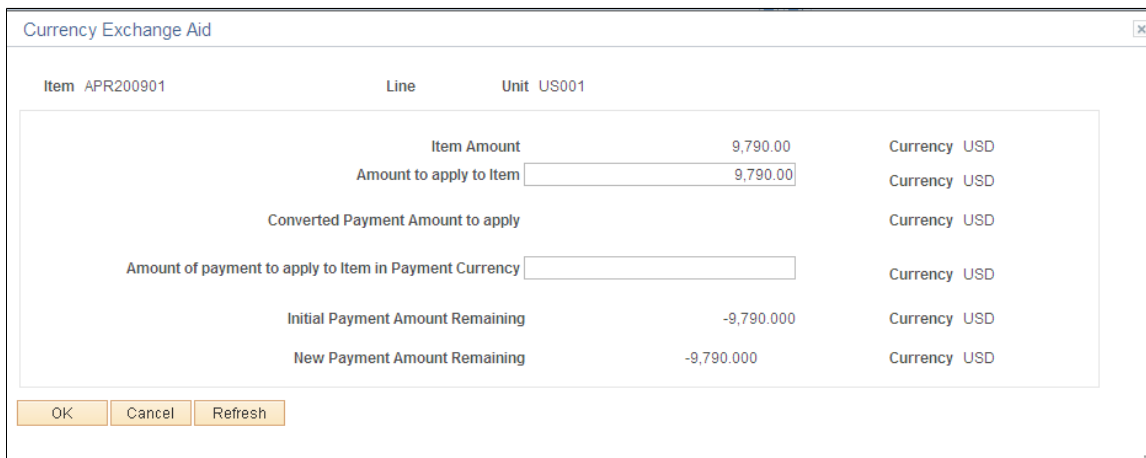 Currency Exchange Aid
Item APR200901 Line Unit US001
Item Amount 9,790.00 Currency USD
Amount to apply to Item 9,790.00 Currency USD
Converted Payment Amount to apply Currency USD
Amount of payment to apply to Item in Payment Currency Currency USD
Initial Payment Amount Remaining -9,790.000 Currency USD
New Payment Amount Remaining -9,790.000 Currency USD
OK Cancel Refresh